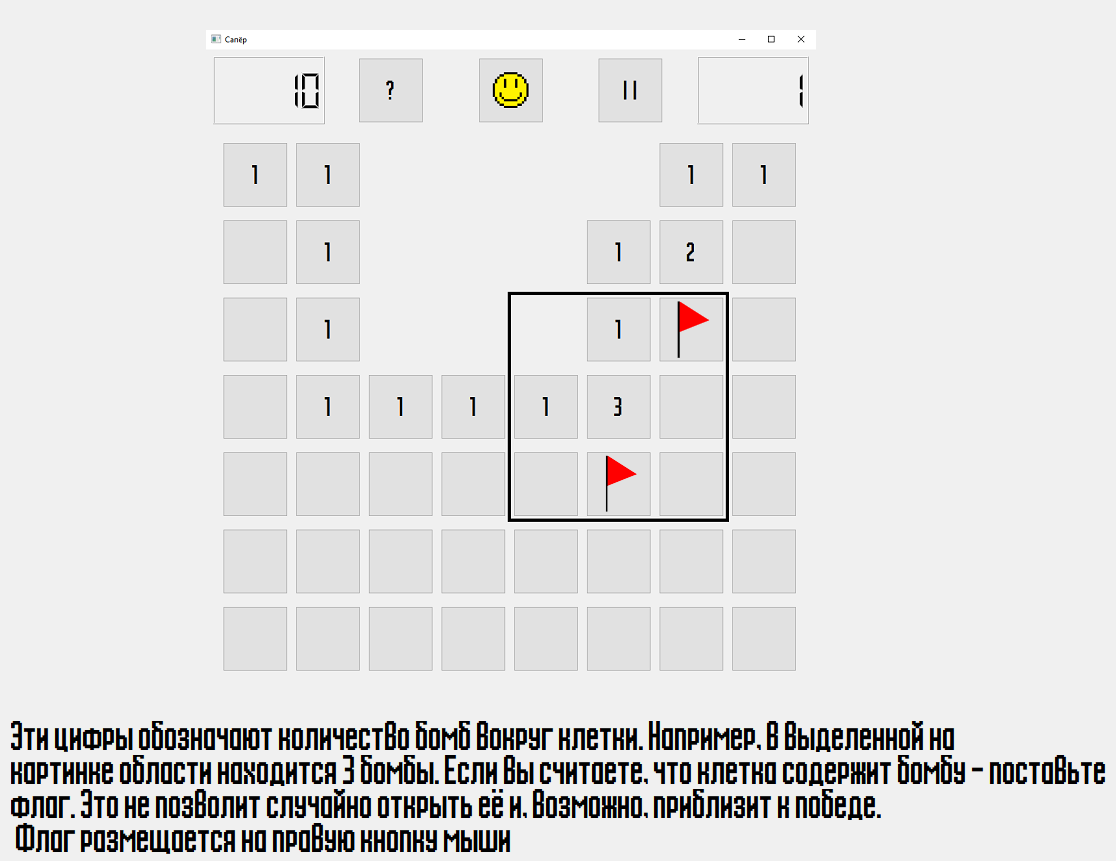 Сапёр
10 ? 1
1 1 1 1
1 1 2
1 1
1 1 1 1 3
Эти цифры обозначают количество бомб вокруг клетки. Например, в выделенной на
картинке области находится 3 бомбы. Если вы считаете, что клетка содержит бомбу - поставьте
флаг. Это не позволит случайно открыть её и, возможно, приблизит к победе.
Флаг размещается на правую кнопку мыши